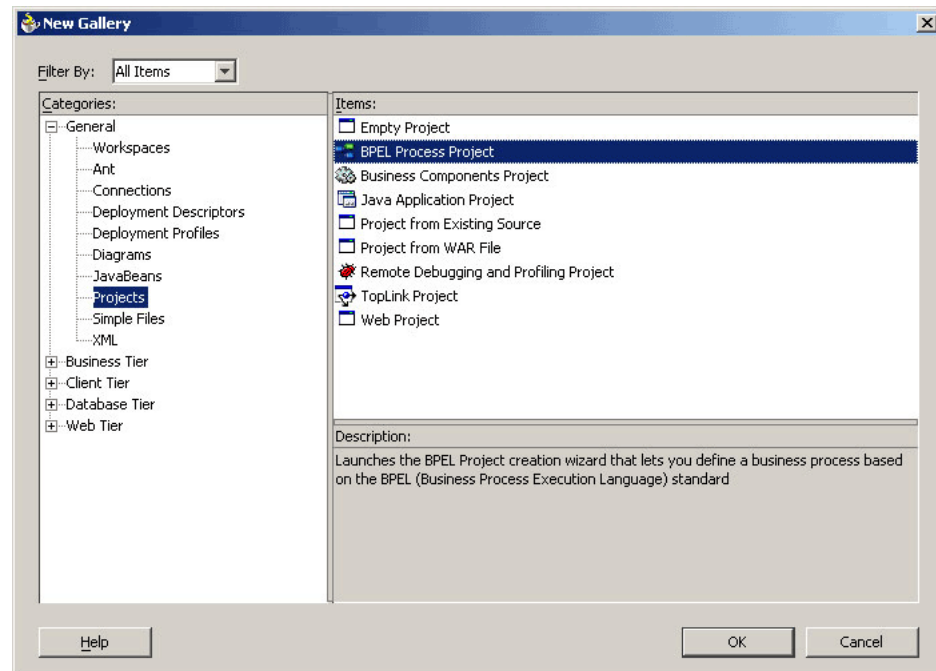 New Gallery
Filter By: All Items
Categories:
General
Workspaces
Ant
Connections
Deployment Descriptors
Deployment Profiles
Diagrams
JavaBeans
Projects
Simple Files
XML
Business Tier
Client Tier
Database Tier
Web Tier
Items:
Empty Project
BPEL Process Project
Business Components Project
Java Application Project
Project from Existing Source
Project from WAR File
Remote Debugging and Profiling Project
TopLink Project
Web Project
Description:
Launches the BPEL Project creation wizard that lets you define a business process based
on the BPEL (Business Process Execution Language) standard
Help
OK
Cancel